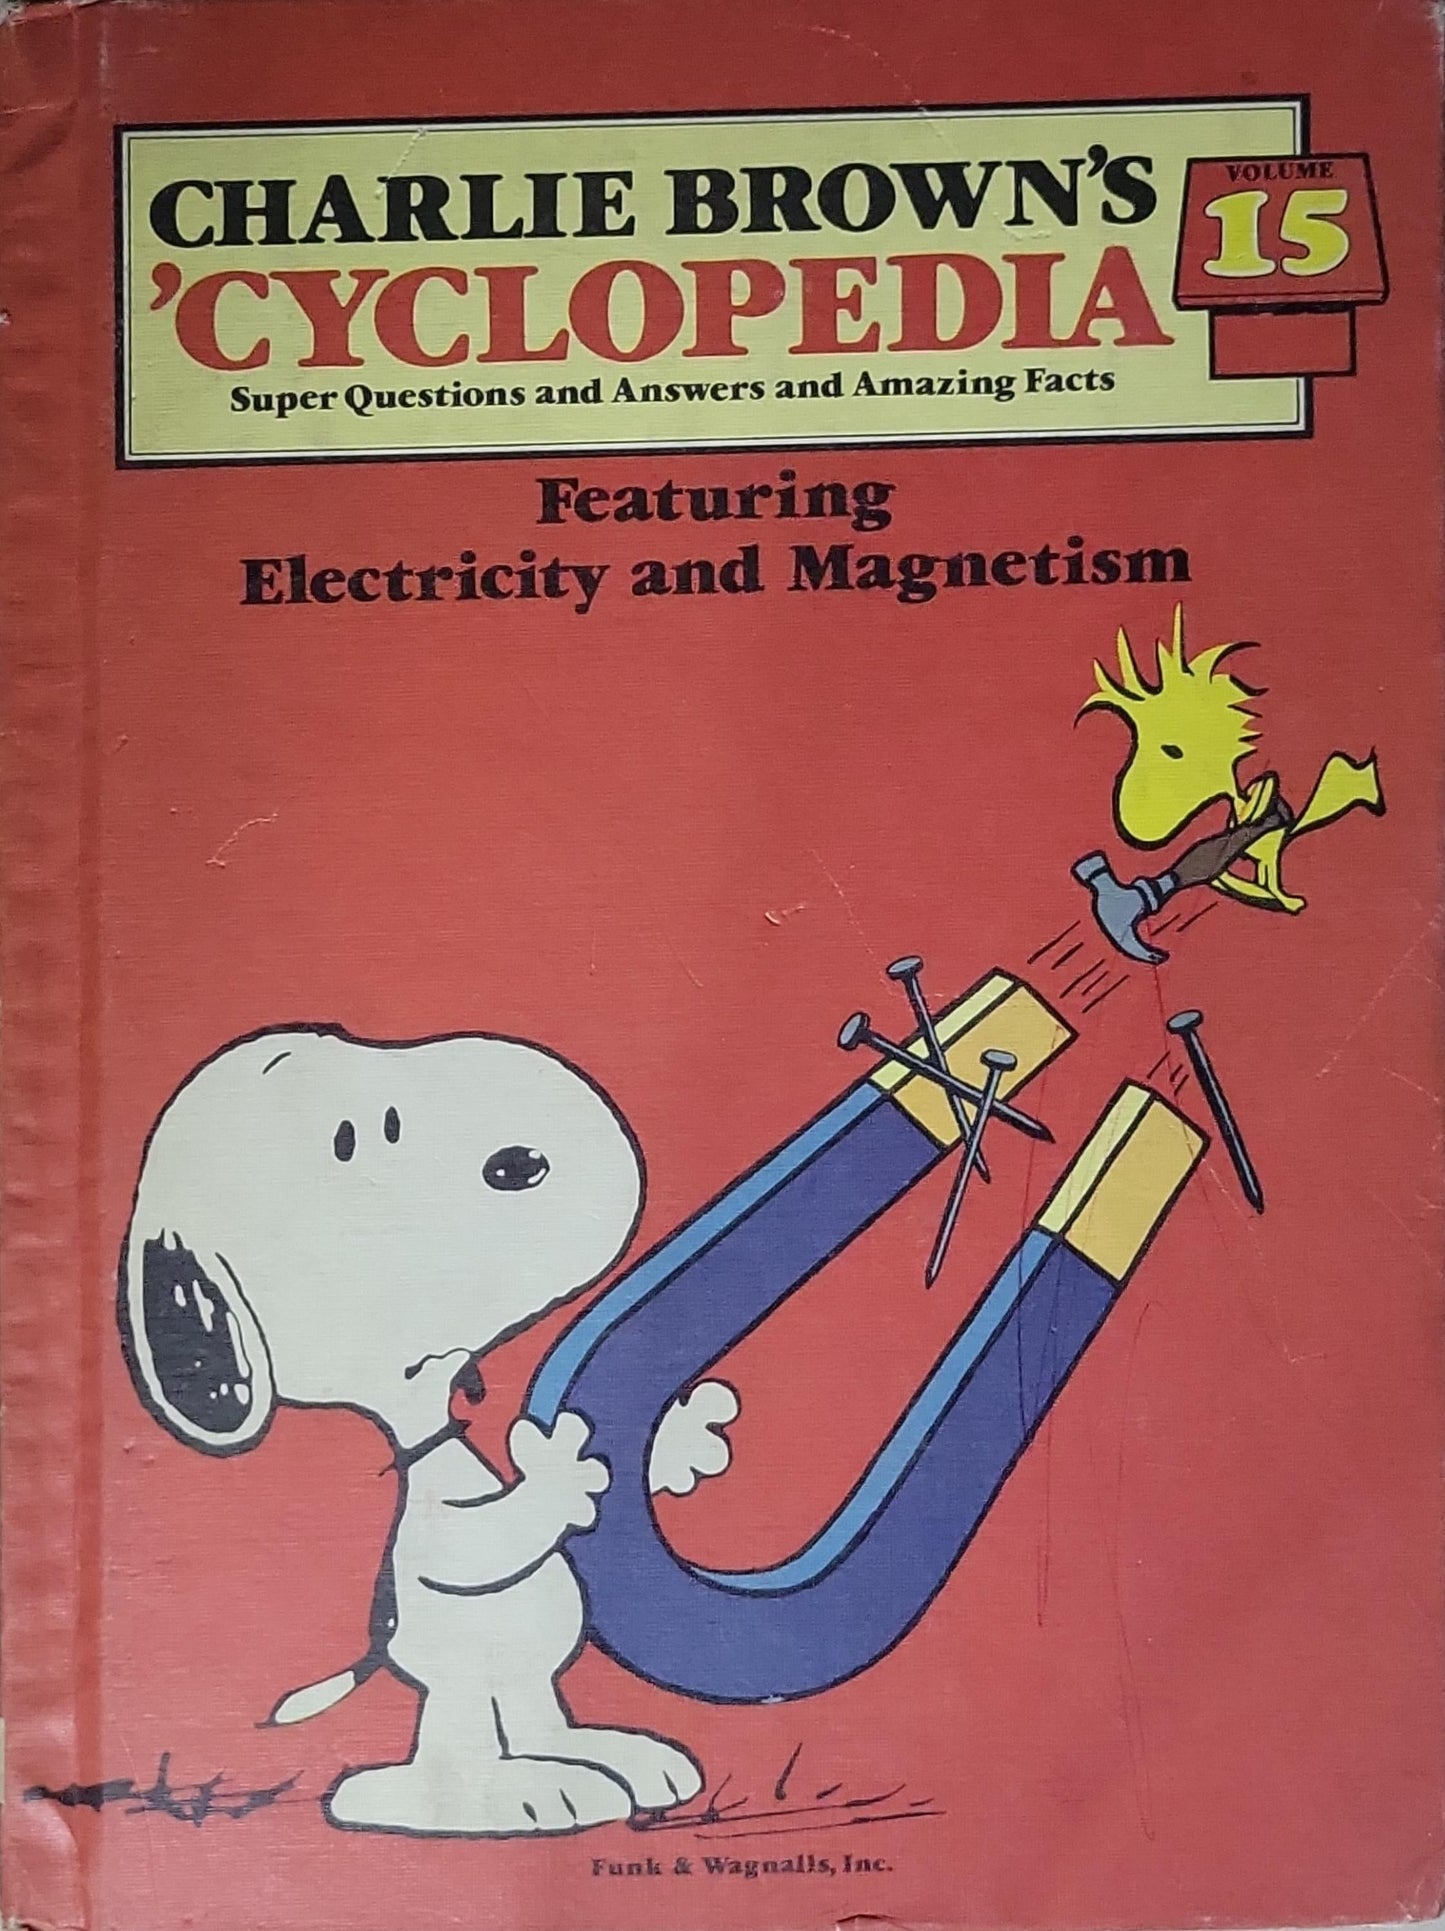 CHARLIE BROWN'S
'CYCLOPEDIA
Super Questions and Answers and Amazing Facts
VOLUME
15
Featuring
Electricity and Magnetism
Funk & Wagnalls, Inc.